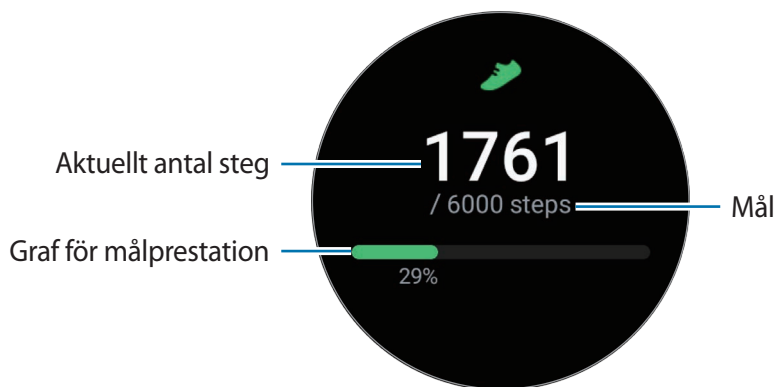 Aktuellt antal steg
1761
/ 6000 steps
Mål
Graf för målprestation
29%